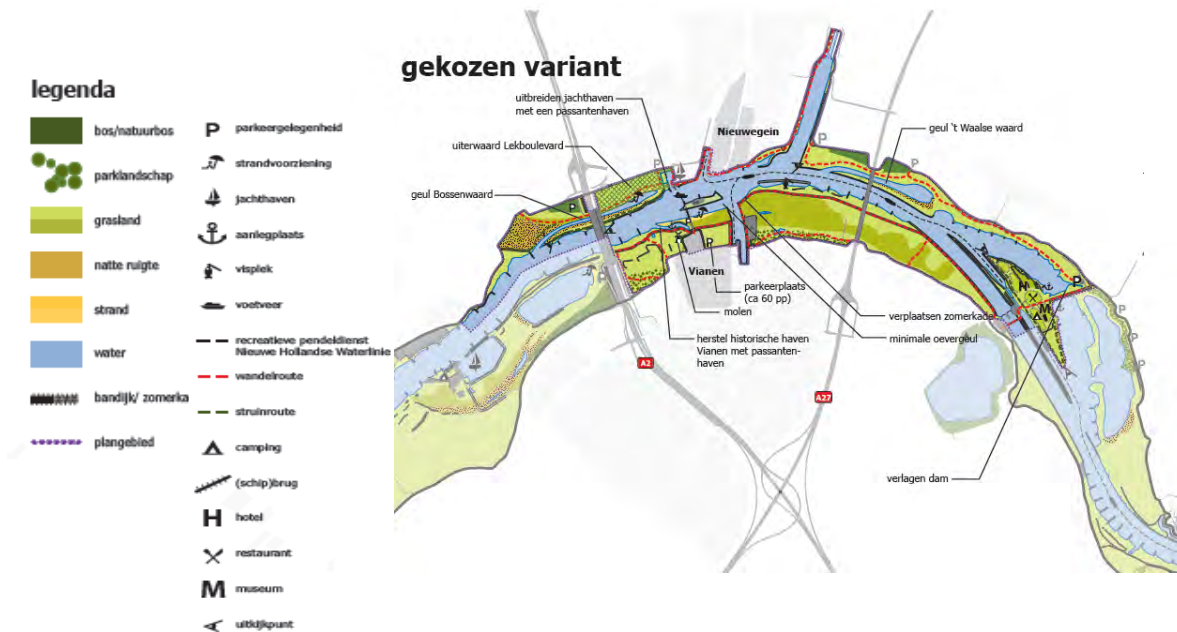 legenda
bos/natuurbos
parklandschap
grasland
natte ruigte
strand
water
bandijk/ zomerka
plangebied
P parkeergelegenheid
strandvoorziening
jachthaven
aanlegplaats
visplek
voetveer
recreatieve pendeldienst
Nieuwe Hollandse Waterlinie
wandelroute
struinroute
camping
(schip)brug
H hotel
restaurant
M museum
uitkijkpunt
gekozen variant
uitbreiden jachthaven
met een passantenhaven
Nieuwegein
geul 't Waalse waard
uiterwaard Lekboulevard
geul Bossenwaard
Vianen
parkeerplaats
(ca 60 pp)
molen
verplaatsen zomerkade
herstel historische haven
Vianen met passanten-
haven
minimale oevergeul
A2
A27
verlagen dam
P
P
P
P
P
P
P
P
P
P
H
M